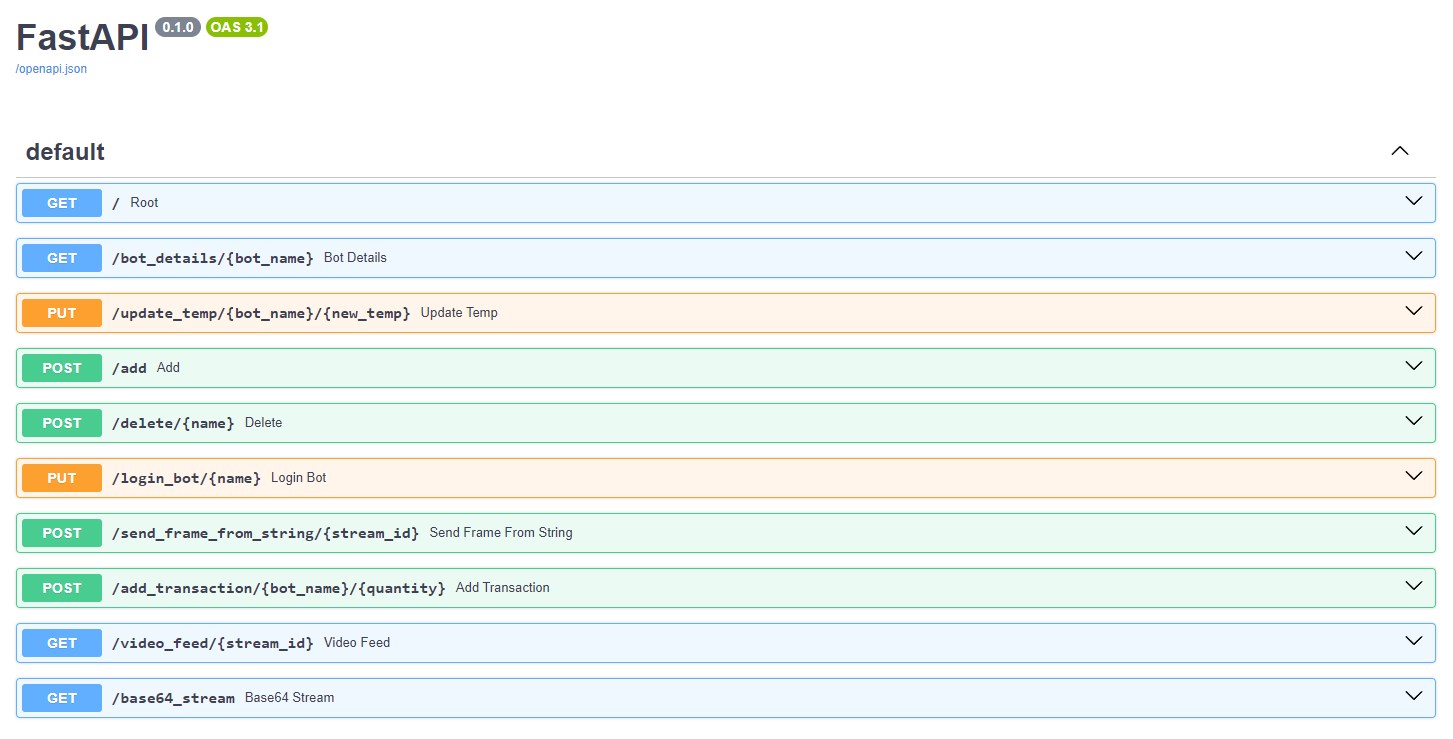 FastAPI 0.1.0 OAS 3.1
/openapi.json
default
GET / Root
GET /bot_details/{bot_name} Bot Details
PUT /update_temp/{bot_name}/{new_temp} Update Temp
POST /add Add
POST /delete/{name} Delete
PUT /login_bot/{name} Login Bot
POST /send_frame_from_string/{stream_id} Send Frame From String
POST /add_transaction/{bot_name}/{quantity} Add Transaction
GET /video_feed/{stream_id} Video Feed
GET /base64_stream Base64 Stream